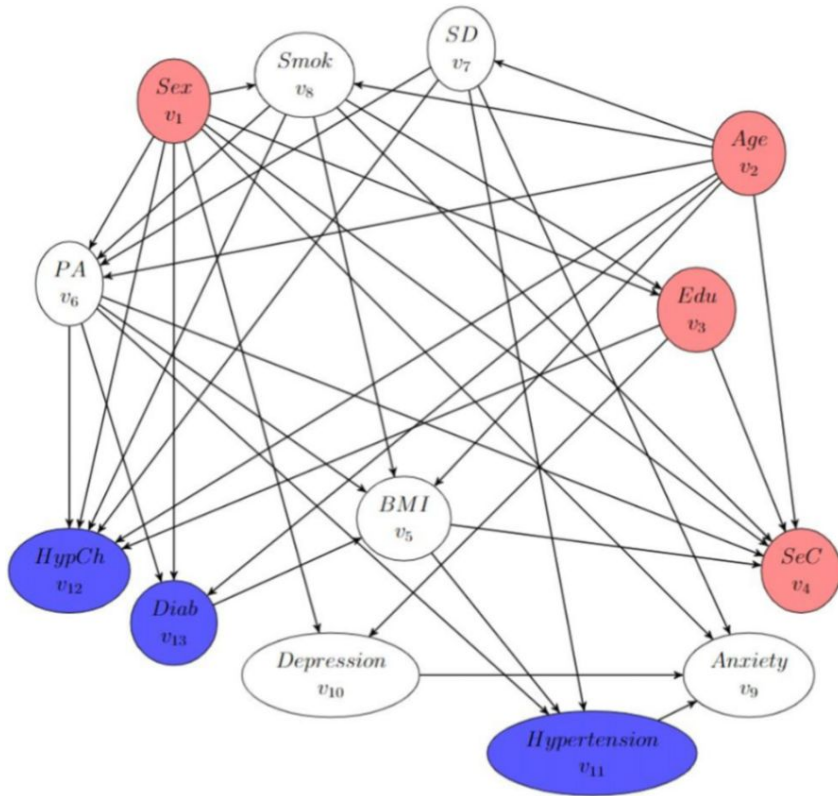 SD
v₇
Smok
v₈
Sex
v₁
Age
v₂
PA
v₆
Edu
v₃
BMI
v₅
HypCh
v₁₂
SeC
v₄
Diab
v₁₃
Depression
v₁₀
Anxiety
v₉
Hypertension
v₁₁